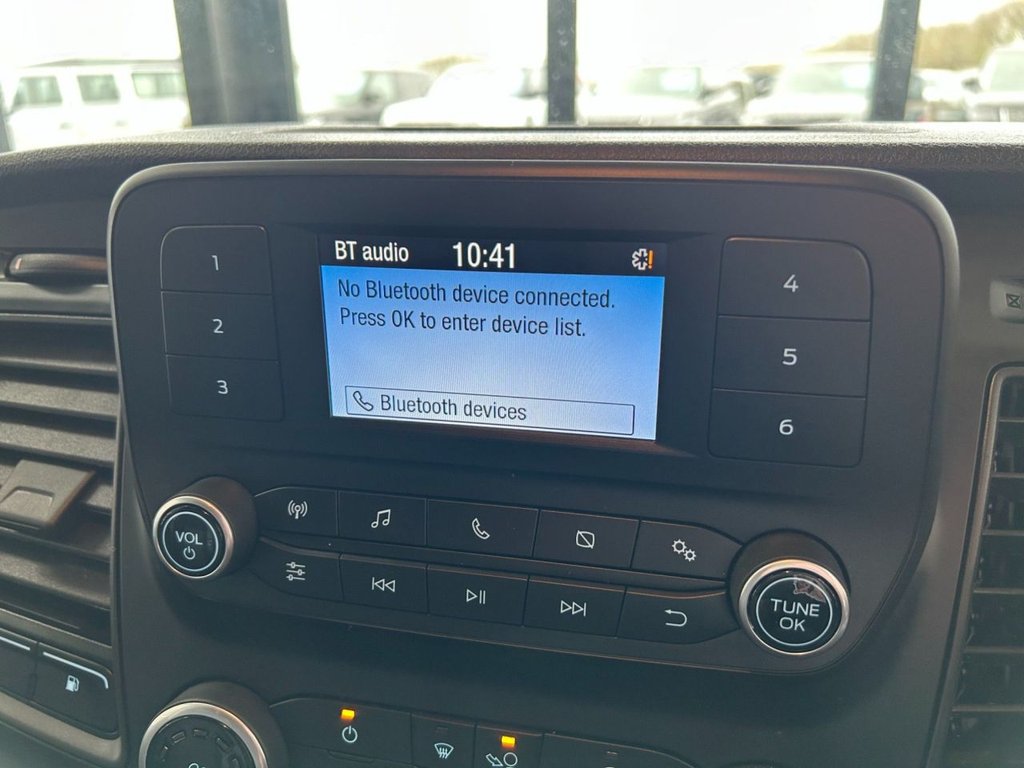 BT audio 10:41
No Bluetooth device connected.
Press OK to enter device list.
Bluetooth devices
1
2
3
4
5
6
VOL
TUNE
OK